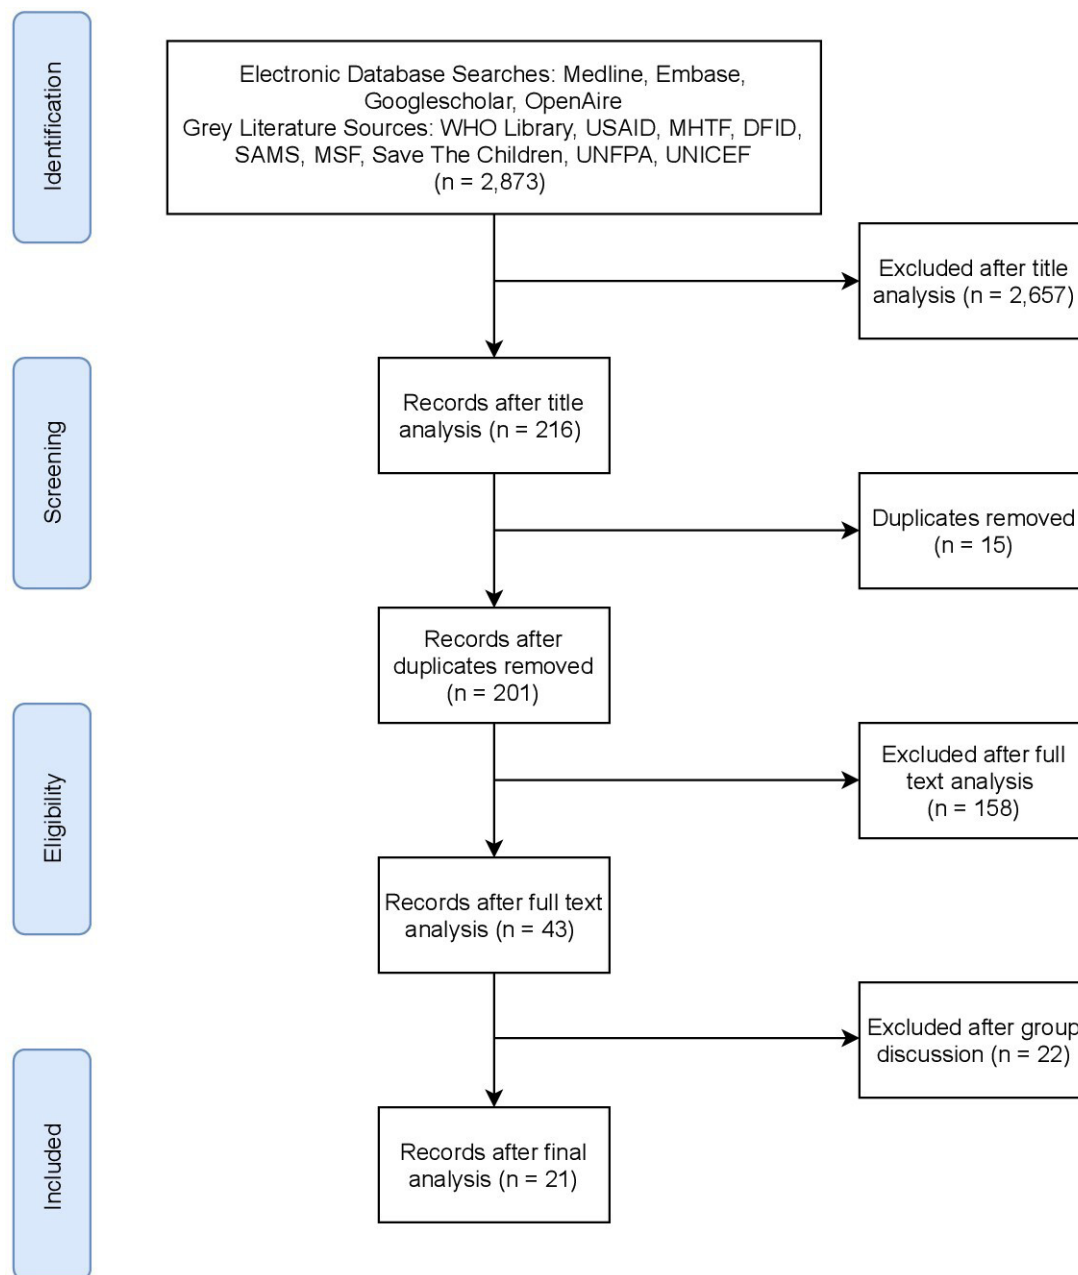 Identification
Electronic Database Searches: Medline, Embase,
Googlescholar, OpenAire
Grey Literature Sources: WHO Library, USAID, MHTF, DFID,
SAMS, MSF, Save The Children, UNFPA, UNICEF
(n = 2,873)
Excluded after title
analysis (n = 2,657)
Screening
Records after title
analysis (n = 216)
Duplicates removed
(n = 15)
Records after
duplicates removed
(n = 201)
Eligibility
Excluded after full
text analysis
(n = 158)
Records after full text
analysis (n = 43)
Excluded after group
discussion (n = 22)
Included
Records after final
analysis (n = 21)